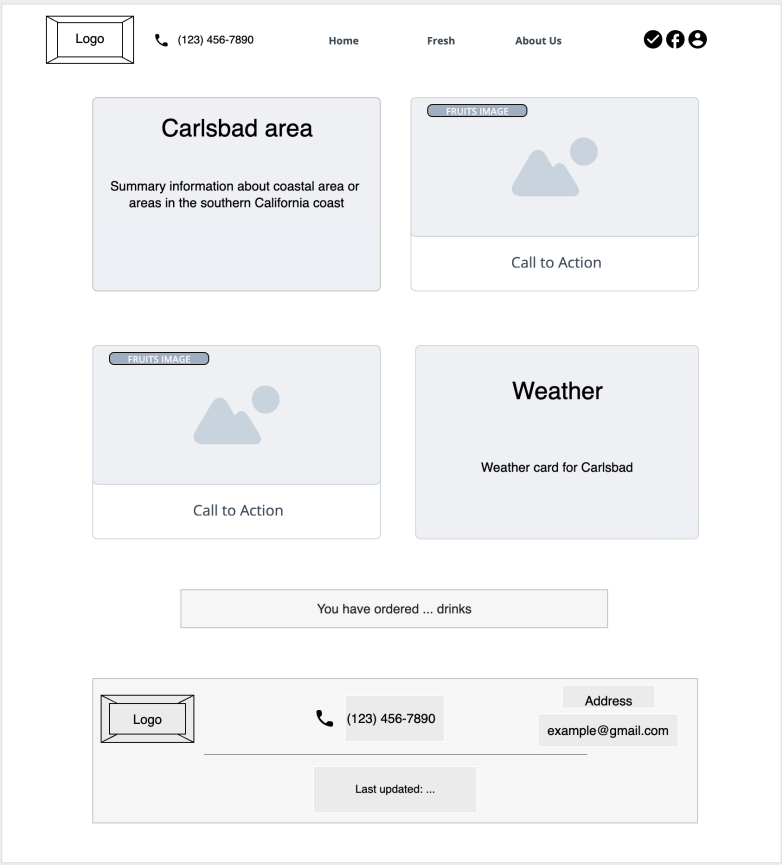 Logo
(123) 456-7890
Home
Fresh
About Us
Carlsbad area
Summary information about coastal area or
areas in the southern California coast
FRUITS IMAGE
Call to Action
FRUITS IMAGE
Call to Action
Weather
Weather card for Carlsbad
You have ordered ... drinks
Logo
(123) 456-7890
Address
example@gmail.com
Last updated: ...